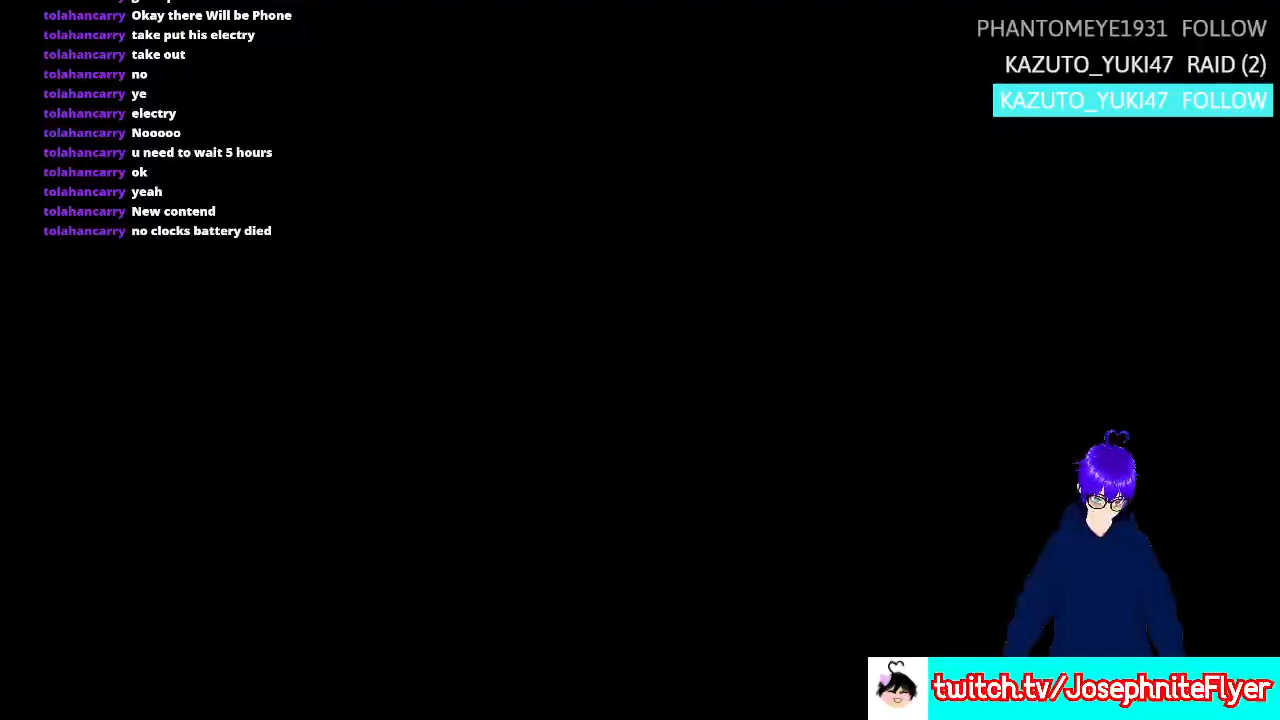 tolahancarry Okay there Will be Phone
tolahancarry take put his electry
tolahancarry take out
tolahancarry no
tolahancarry ye
tolahancarry electry
tolahancarry Nooooo
tolahancarry u need to wait 5 hours
tolahancarry ok
tolahancarry yeah
tolahancarry New contend
tolahancarry no clocks battery died
PHANTOMEYE1931 FOLLOW
KAZUTO_YUKI47 RAID (2)
KAZUTO_YUKI47 FOLLOW
twitch.tv/JosephniteFlyer